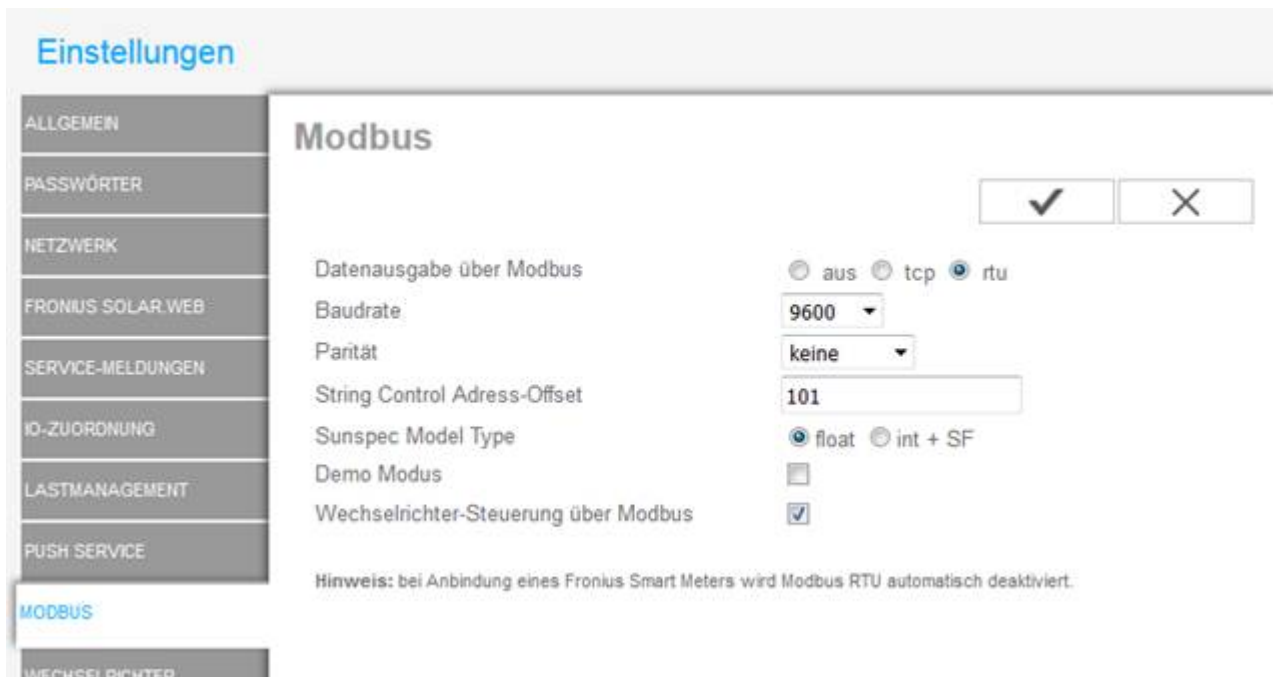 Einstellungen
ALLGEMEIN
PASSWÖRTER
NETZWERK
FRONIUS SOLAR.WEB
SERVICE-MELDUNGEN
IO-ZUORDNUNG
LASTMANAGEMENT
PUSH SERVICE
MODBUS
WECHSELRICHTER
Modbus
Datenausgabe über Modbus aus tcp rtu
Baudrate 9600
Parität keine
String Control Adress-Offset 101
Sunspec Model Type float int + SF
Demo Modus
Wechselrichter-Steuerung über Modbus
Hinweis: bei Anbindung eines Fronius Smart Meters wird Modbus RTU automatisch deaktiviert.